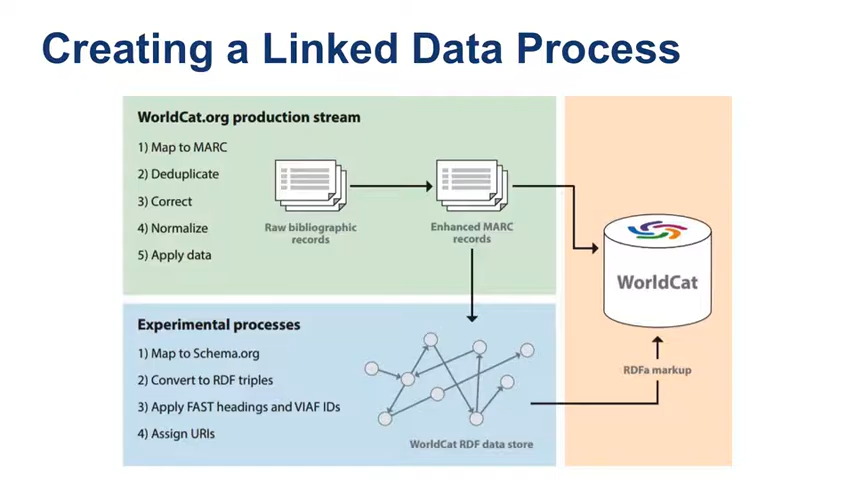 Creating a Linked Data Process
WorldCat.org production stream
1) Map to MARC
2) Deduplicate
3) Correct
4) Normalize
5) Apply data
Raw bibliographic
records
Enhanced MARC
records
WorldCat
RDFa markup
Experimental processes
1) Map to Schema.org
2) Convert to RDF triples
3) Apply FAST headings and VIAF IDs
4) Assign URIs
WorldCat RDF data store